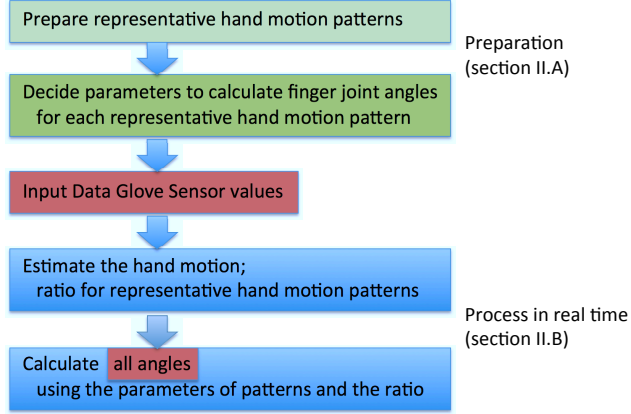 Prepare representative hand motion patterns
Preparation
(section II.A)
Decide parameters to calculate finger joint angles
for each representative hand motion pattern
Input Data Glove Sensor values
Estimate the hand motion;
ratio for representative hand motion patterns
Process in real time
(section II.B)
Calculate all angles
using the parameters of patterns and the ratio